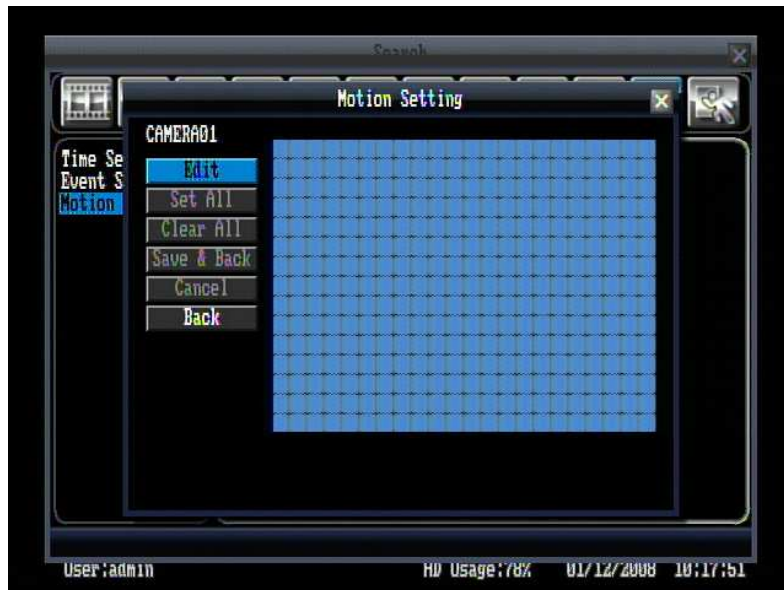 Search
Motion Setting
CAMERA01
Time Se
Event S
Motion
Edit
Set All
Clear All
Save & Back
Cancel
Back
User:admin
HD Usage:78%
01/12/2008
10:17:51